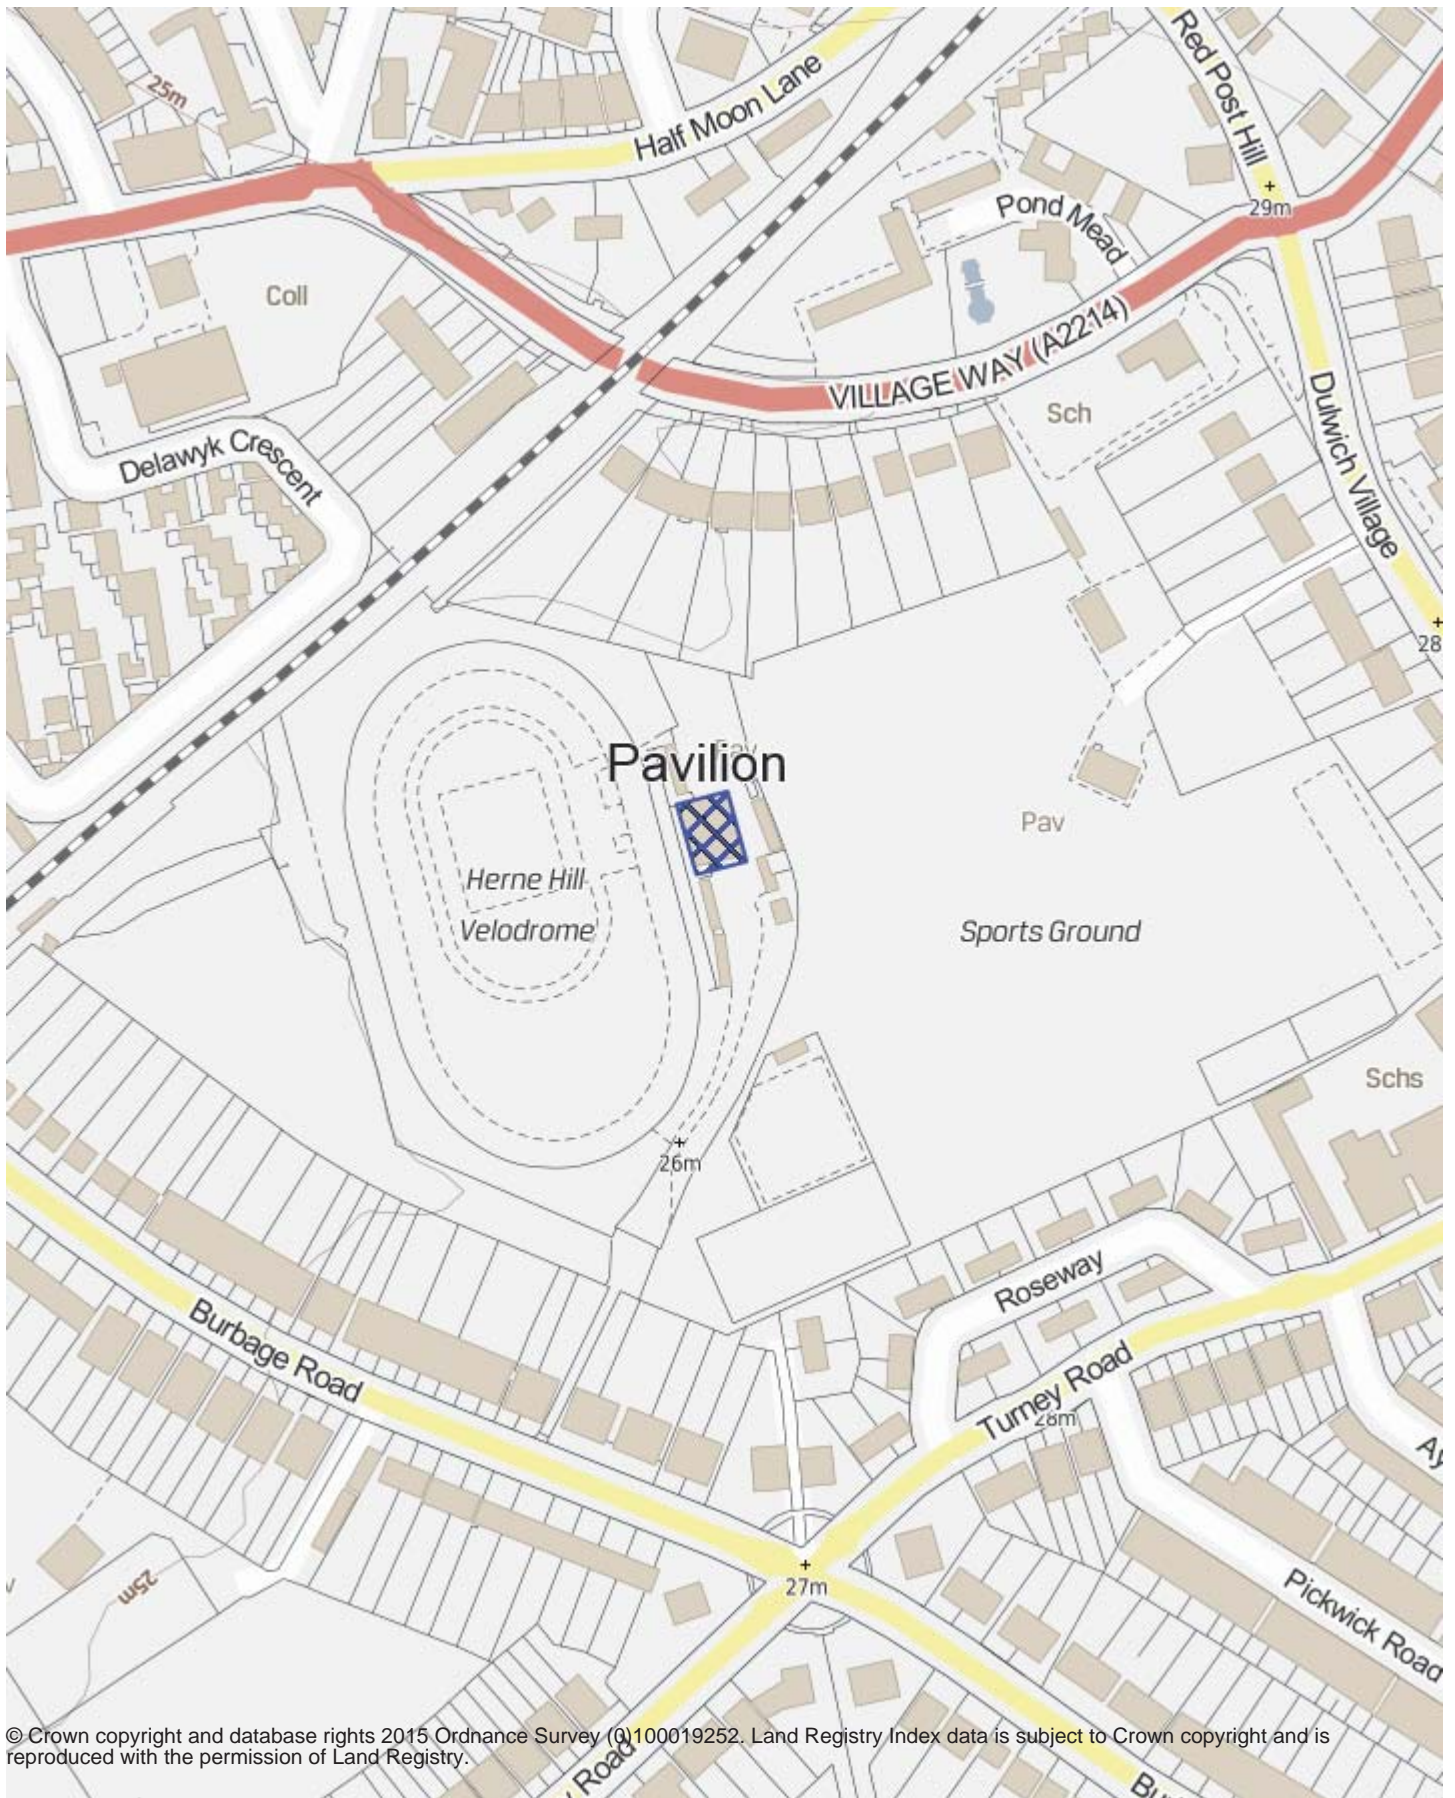 25m
Half Moon Lane
Red Post Hill
29m
Pond Mead
Coll
VILLAGE WAY (A2214)
Sch
Dulwich Village
Delawyk Crescent
28
Pavilion
Pav
Herne Hill
Velodrome
Sports Ground
Schs
26m
Roseway
Burbage Road
Turney Road
28m
Ay
25m
27m
Pickwick Road
© Crown copyright and database rights 2015 Ordnance Survey (0)100019252. Land Registry Index data is subject to Crown copyright and is
reproduced with the permission of Land Registry.
y Road
Bu